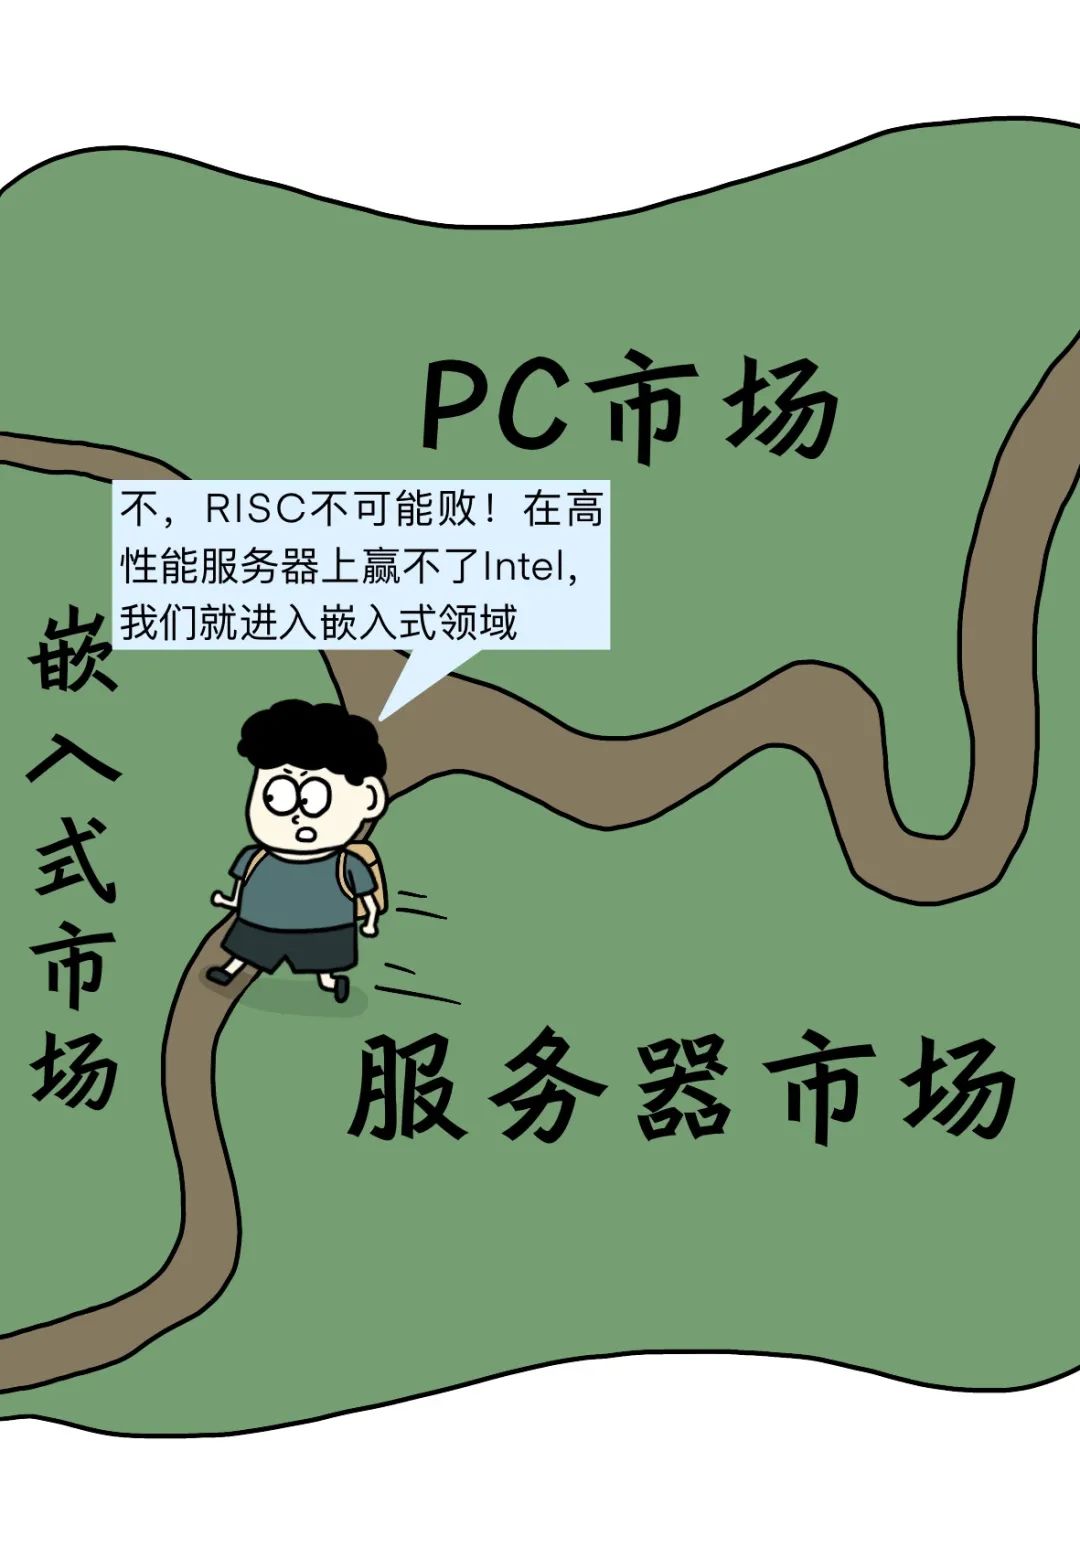 PC市场
不，RISC不可能败！在高
性能服务器上赢不了Intel，
我们就进入嵌入式领域
嵌入式市场
服务器市场